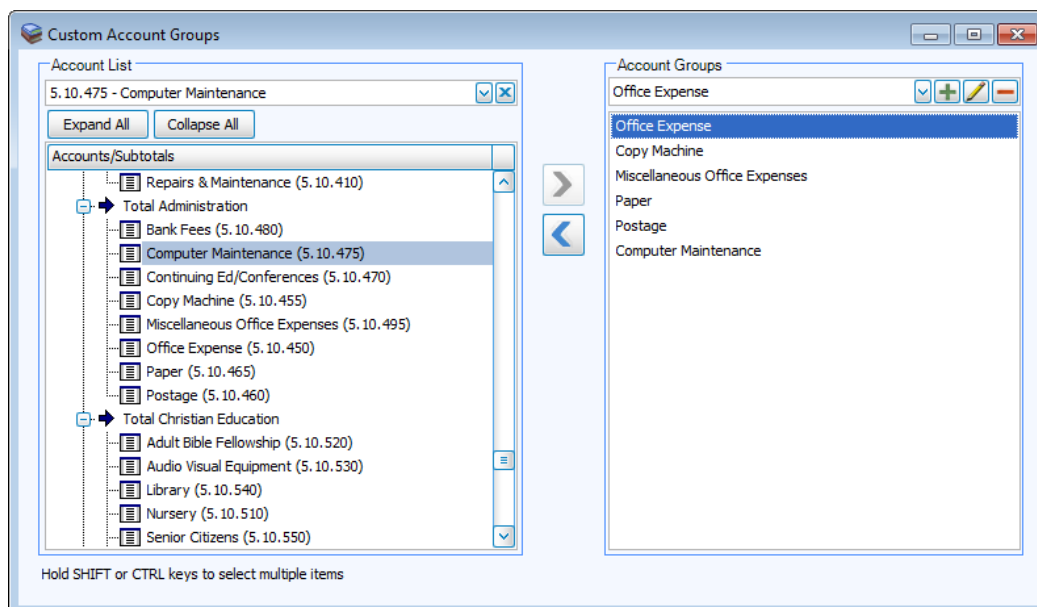 Custom Account Groups
Account List
5.10.475 - Computer Maintenance
Expand All
Collapse All
Accounts/Subtotals
Repairs & Maintenance (5.10.410)
Total Administration
Bank Fees (5.10.480)
Computer Maintenance (5.10.475)
Continuing Ed/Conferences (5.10.470)
Copy Machine (5.10.455)
Miscellaneous Office Expenses (5.10.495)
Office Expense (5.10.450)
Paper (5.10.465)
Postage (5.10.460)
Total Christian Education
Adult Bible Fellowship (5.10.520)
Audio Visual Equipment (5.10.530)
Library (5.10.540)
Nursery (5.10.510)
Senior Citizens (5.10.550)
Hold SHIFT or CTRL keys to select multiple items
Account Groups
Office Expense
Office Expense
Copy Machine
Miscellaneous Office Expenses
Paper
Postage
Computer Maintenance